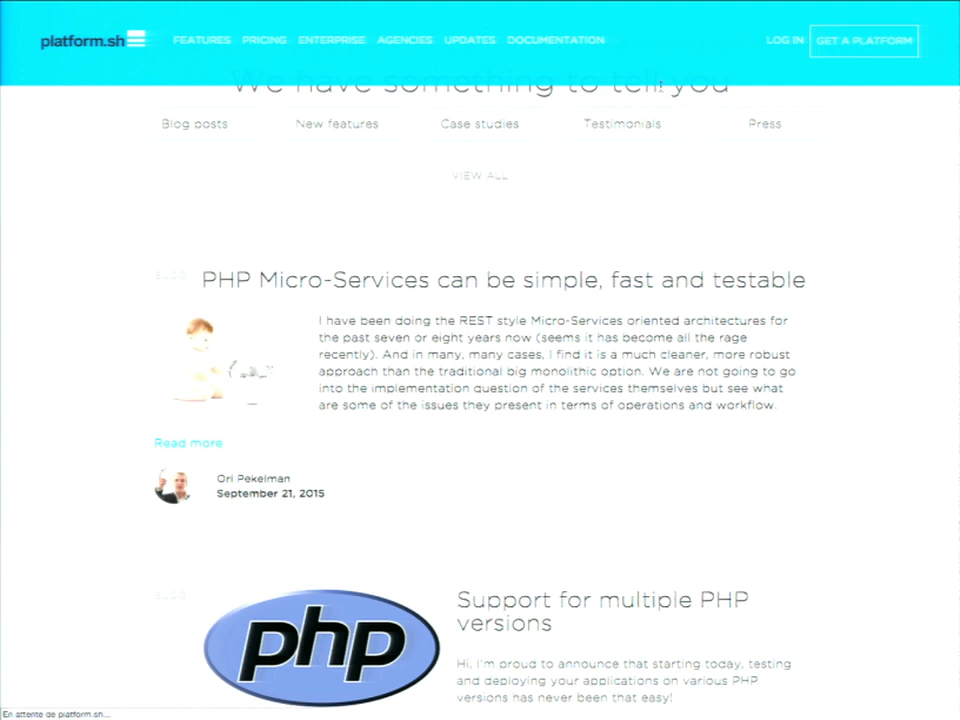 platform.sh
FEATURES PRICING ENTERPRISE AGENCIES UPDATES DOCUMENTATION
LOG IN GET A PLATFORM
We have something to tell you
Blog posts New features Case studies Testimonials Press
VIEW ALL
BLOG
PHP Micro-Services can be simple, fast and testable
I have been doing the REST style Micro-Services oriented architectures for
the past seven or eight years now (seems it has become all the rage
recently). And in many, many cases, I find it is a much cleaner, more robust
approach than the traditional big monolithic option. We are not going to go
into the implementation question of the services themselves but see what
are some of the issues they present in terms of operations and workflow.
Read more
Ori Pekelman
September 21, 2015
BLOG
php
Support for multiple PHP
versions
Hi, I'm proud to announce that starting today, testing
and deploying your applications on various PHP
versions has never been that easy!
En attente de platform.sh...